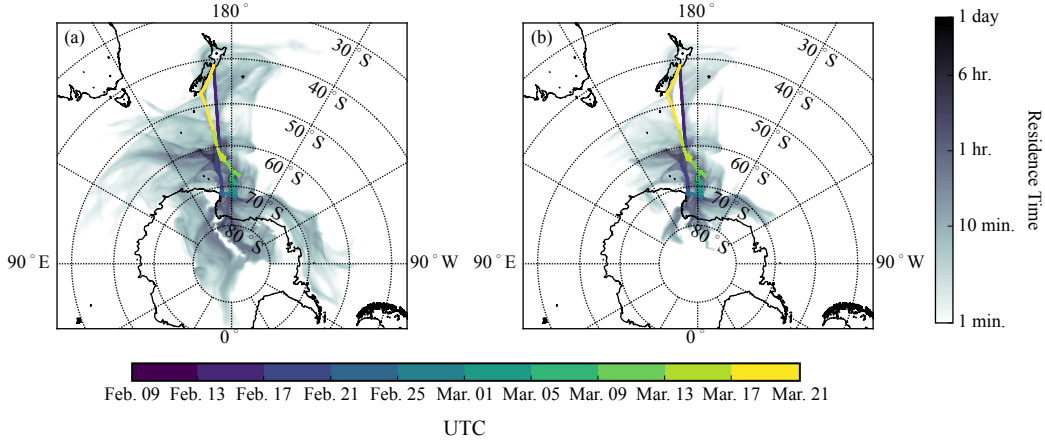 180°
180°
(a)
(b)
30°S
40°S
50°S
60°S
70°S
80°S
30°S
40°S
50°S
60°S
70°S
80°S
90°E
90°W
90°E
90°W
0°
0°
1 day
6 hr.
1 hr.
10 min.
1 min.
Residence Time
Feb. 09 Feb. 13 Feb. 17 Feb. 21 Feb. 25 Mar. 01 Mar. 05 Mar. 09 Mar. 13 Mar. 17 Mar. 21
UTC